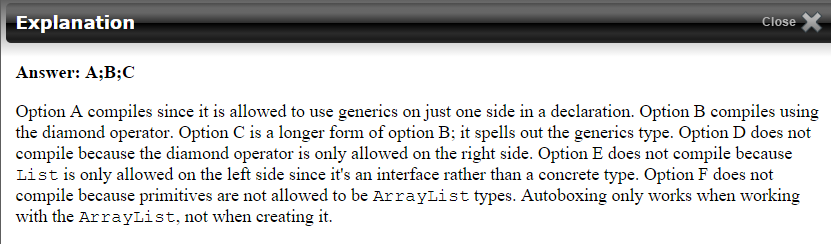 Explanation
Close
Answer: A;B;C
Option A compiles since it is allowed to use generics on just one side in a declaration. Option B compiles using
the diamond operator. Option C is a longer form of option B; it spells out the generics type. Option D does not
compile because the diamond operator is only allowed on the right side. Option E does not compile because
List is only allowed on the left side since it's an interface rather than a concrete type. Option F does not
compile because primitives are not allowed to be ArrayList types. Autoboxing only works when working
with the ArrayList, not when creating it.